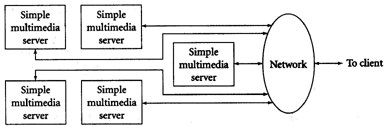 Simple
multimedia
server
Simple
multimedia
server
Simple
multimedia
server
Network
To client
Simple
multimedia
server
Simple
multimedia
server